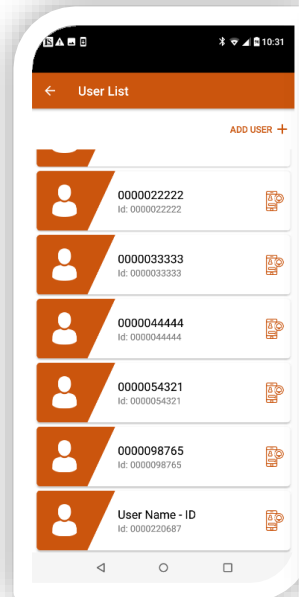 10:31
User List
ADD USER +
0000022222
Id: 0000022222
0000033333
Id: 0000033333
0000044444
Id: 0000044444
0000054321
Id: 0000054321
0000098765
Id: 0000098765
User Name - ID
Id: 0000220687